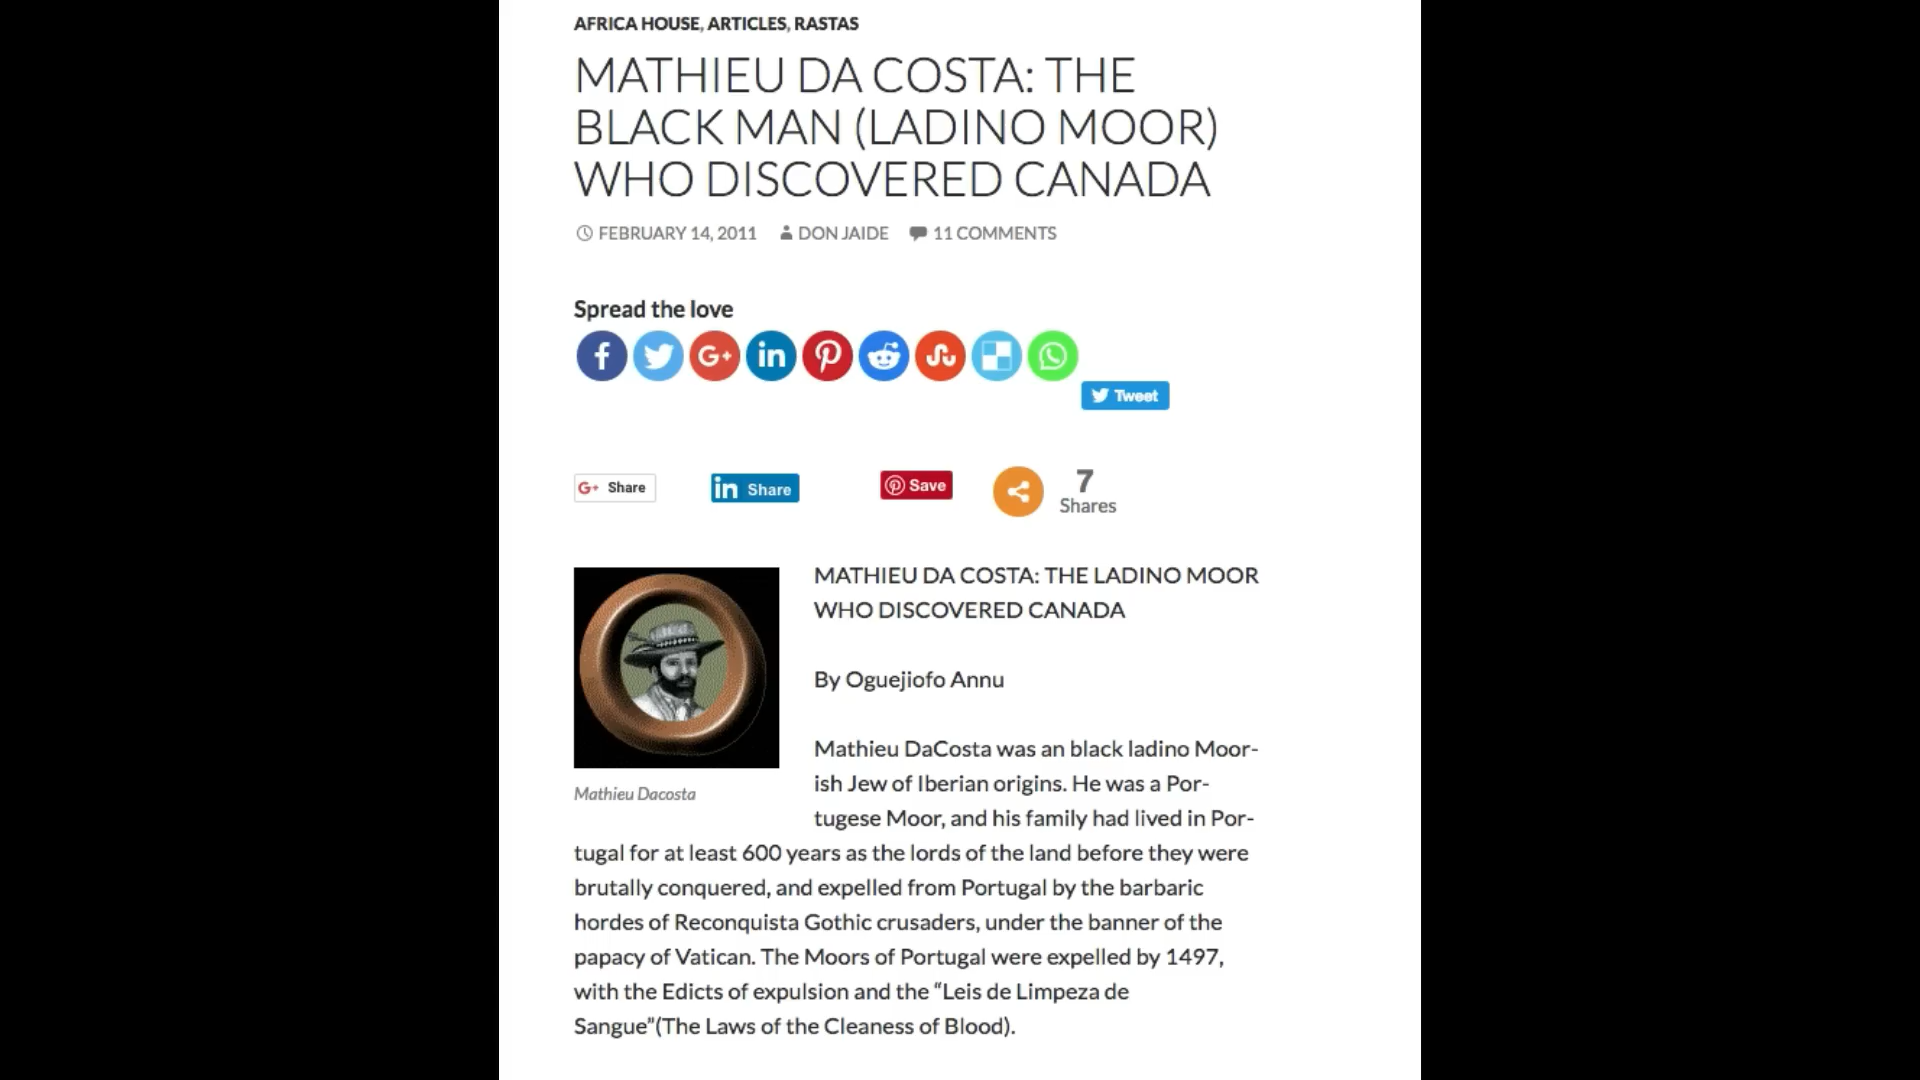 AFRICA HOUSE, ARTICLES, RASTAS
MATHIEU DA COSTA: THE
BLACK MAN (LADINO MOOR)
WHO DISCOVERED CANADA
FEBRUARY 14, 2011 DON JAIDE 11 COMMENTS
Spread the love
Tweet
G+ Share in Share Save 7
Shares
MATHIEU DA COSTA: THE LADINO MOOR
WHO DISCOVERED CANADA
By Oguejiofo Annu
Mathieu DaCosta was an black ladino Moor-
ish Jew of Iberian origins. He was a Por-
tugese Moor, and his family had lived in Por-
Mathieu Dacosta
tugal for at least 600 years as the lords of the land before they were
brutally conquered, and expelled from Portugal by the barbaric
hordes of Reconquista Gothic crusaders, under the banner of the
papacy of Vatican. The Moors of Portugal were expelled by 1497,
with the Edicts of expulsion and the “Leis de Limpeza de
Sangue”(The Laws of the Cleaness of Blood).